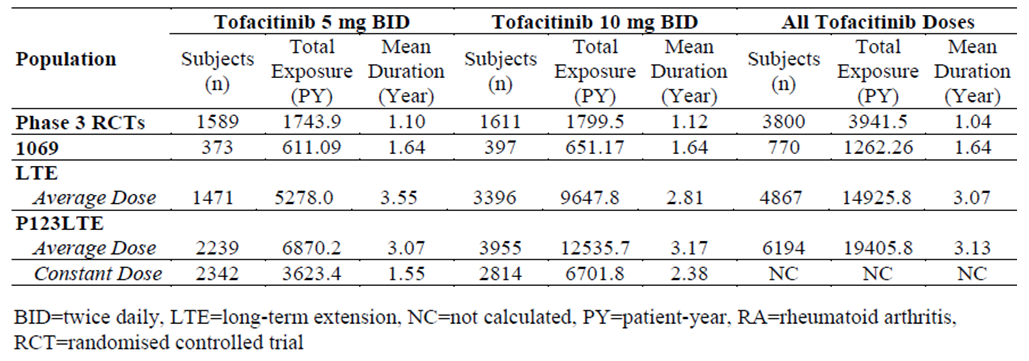 Tofacitinib 5 mg BID Tofacitinib 10 mg BID All Tofacitinib Doses
Population Subjects (n) Total Exposure (PY) Mean Duration (Year) Subjects (n) Total Exposure (PY) Mean Duration (Year) Subjects (n) Total Exposure (PY) Mean Duration (Year)
Phase 3 RCTs 1589 1743.9 1.10 1611 1799.5 1.12 3800 3941.5 1.04
1069 373 611.09 1.64 397 651.17 1.64 770 1262.26 1.64
LTE
Average Dose 1471 5278.0 3.55 3396 9647.8 2.81 4867 14925.8 3.07
P123LTE
Average Dose 2239 6870.2 3.07 3955 12535.7 3.17 6194 19405.8 3.13
Constant Dose 2342 3623.4 1.55 2814 6701.8 2.38 NC NC NC
BID=twice daily, LTE=long-term extension, NC=not calculated, PY=patient-year, RA=rheumatoid arthritis,
RCT=randomised controlled trial